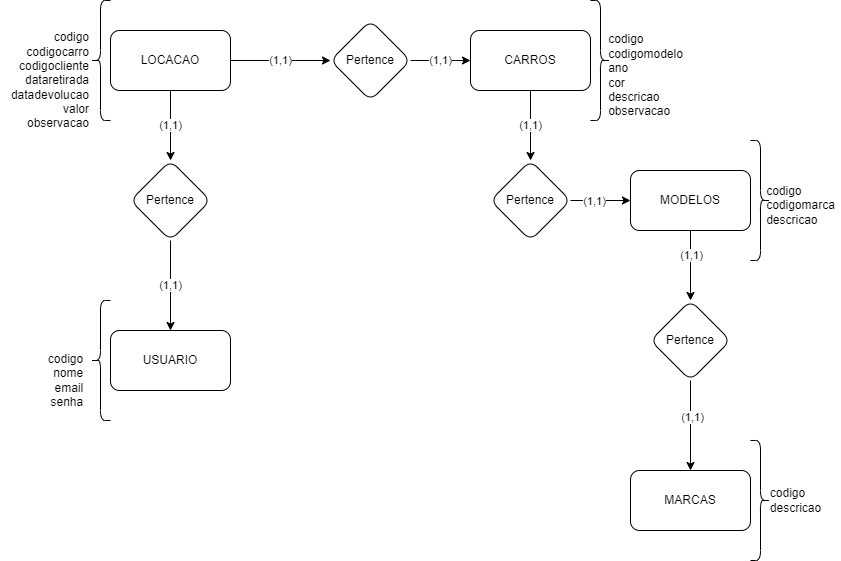 codigo
codigocarro
codigocliente
dataretirada
datadevolucao
valor
observacao
LOCACAO
(1,1)
Pertence
(1,1)
CARROS
codigo
codigomodelo
ano
cor
descricao
observacao
(1,1)
(1,1)
Pertence
Pertence
(1,1)
MODELOS
codigo
codigomarca
descricao
(1,1)
(1,1)
Pertence
codigo
nome
email
senha
USUARIO
(1,1)
MARCAS
codigo
descricao